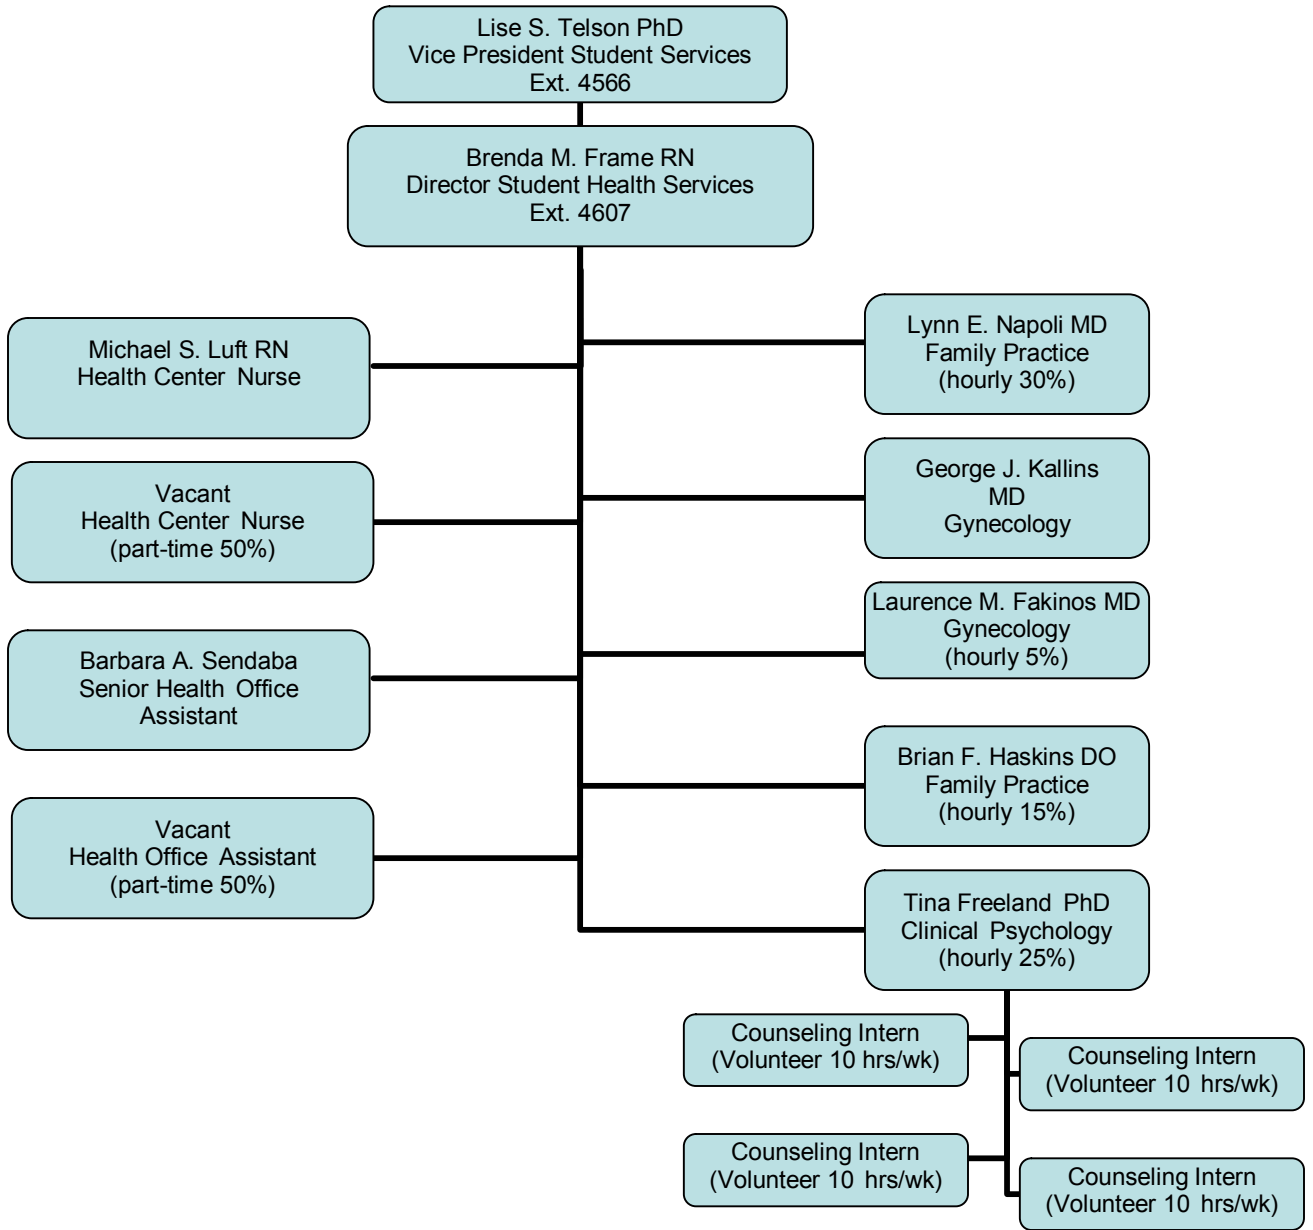 Lise S. Telson PhD
Vice President Student Services
Ext. 4566
Brenda M. Frame RN
Director Student Health Services
Ext. 4607
Michael S. Luft RN
Health Center Nurse
Vacant
Health Center Nurse
(part-time 50%)
Barbara A. Sendaba
Senior Health Office
Assistant
Vacant
Health Office Assistant
(part-time 50%)
Lynn E. Napoli MD
Family Practice
(hourly 30%)
George J. Kallins
MD
Gynecology
Laurence M. Fakinos MD
Gynecology
(hourly 5%)
Brian F. Haskins DO
Family Practice
(hourly 15%)
Tina Freeland PhD
Clinical Psychology
(hourly 25%)
Counseling Intern
(Volunteer 10 hrs/wk)
Counseling Intern
(Volunteer 10 hrs/wk)
Counseling Intern
(Volunteer 10 hrs/wk)
Counseling Intern
(Volunteer 10 hrs/wk)